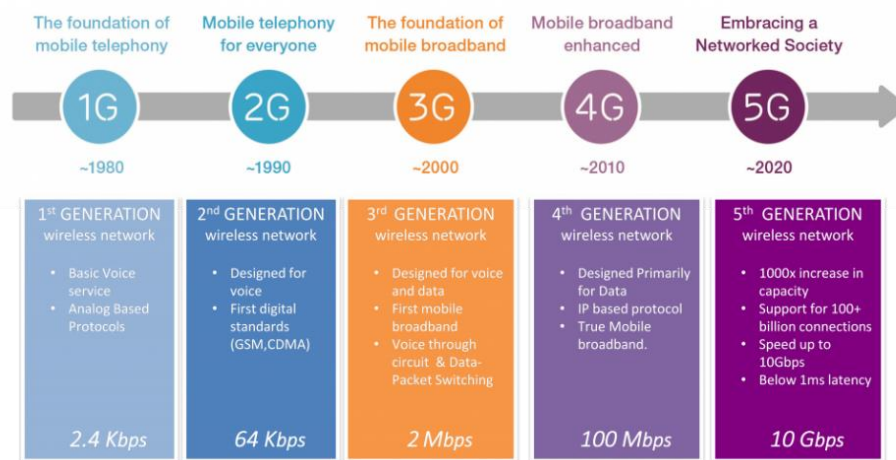 The foundation of
mobile telephony
Mobile telephony
for everyone
The foundation of
mobile broadband
Mobile broadband
enhanced
Embracing a
Networked Society
1G
2G
3G
4G
5G
~1980
~1990
~2000
~2010
~2020
1st GENERATION
wireless network
• Basic Voice
service
• Analog Based
Protocols
2.4 Kbps
2nd GENERATION
wireless network
• Designed for
voice
• First digital
standards
(GSM,CDMA)
64 Kbps
3rd GENERATION
wireless network
• Designed for voice
and data
• First mobile
broadband
• Voice through
circuit & Data-
Packet Switching
2 Mbps
4th GENERATION
wireless network
• Designed Primarily
for Data
• IP based protocol
• True Mobile
broadband.
100 Mbps
5th GENERATION
wireless network
• 1000x increase in
capacity
• Support for 100+
billion connections
• Speed up to
10Gbps
• Below 1ms latency
10 Gbps